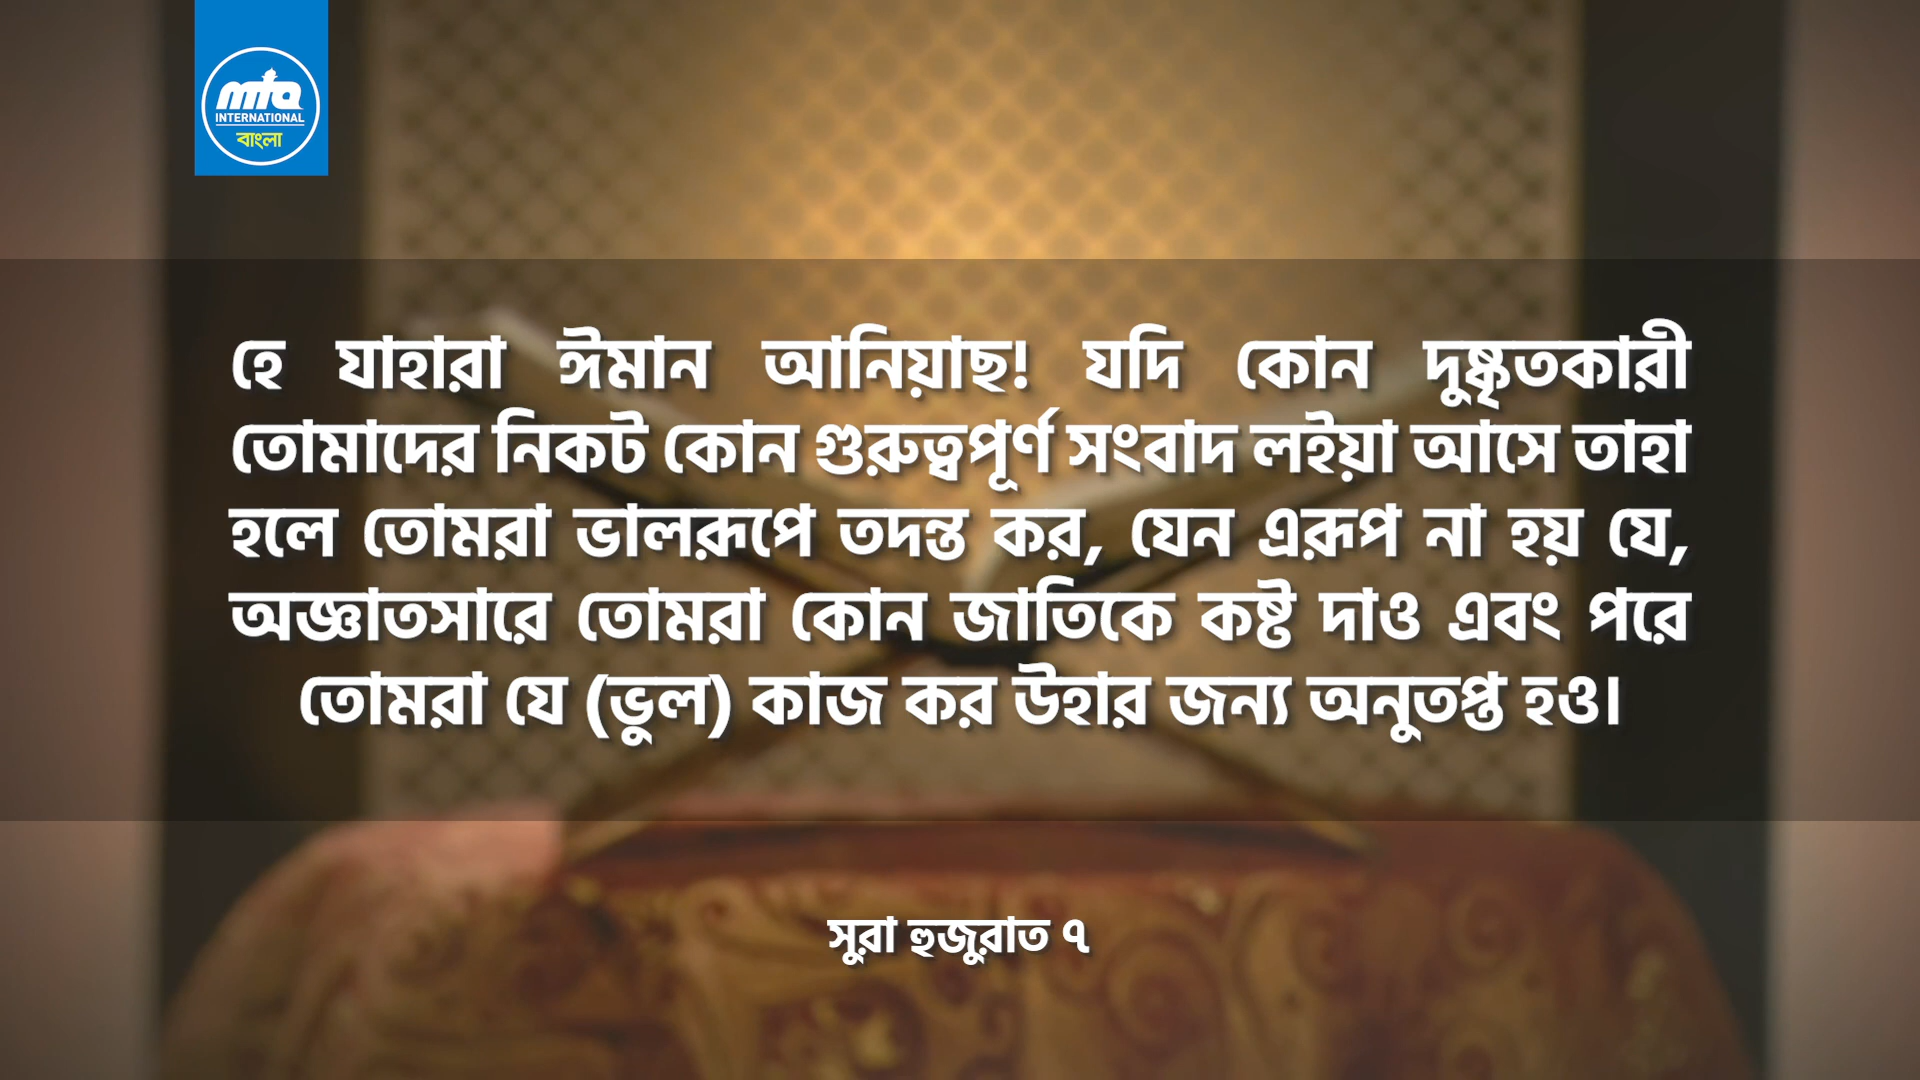 mta
INTERNATIONAL
বাংলা
হে যাহারা ঈমান আনিয়াছ! যদি কোন দুষ্কৃতকারী
তোমাদের নিকট কোন গুরুত্বপূর্ণ সংবাদ লইয়া আসে তাহা
হলে তোমরা ভালরূপে তদন্ত কর, যেন এরূপ না হয় যে,
অজ্ঞাতসারে তোমরা কোন জাতিকে কষ্ট দাও এবং পরে
তোমরা যে (ভুল) কাজ কর উহার জন্য অনুতপ্ত হও।
সুরা হুজুরাত ৭